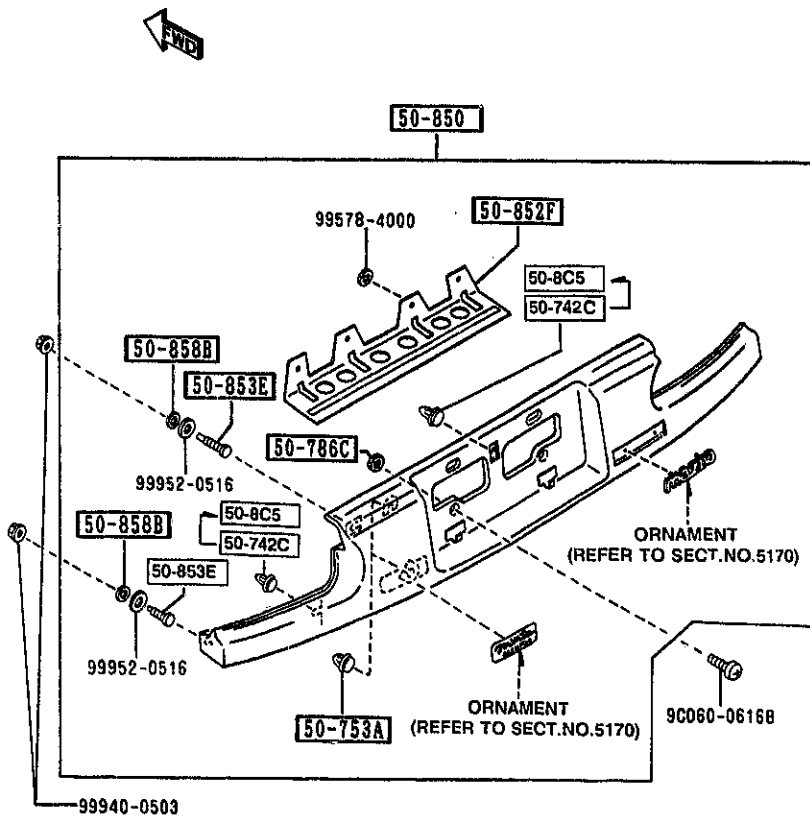 FWD
50-850
50-852F
99578-4000
50-8C5
50-742C
50-858B
50-853E
50-786C
99952-0516
50-8C5
50-742C
50-858B
50-853E
99952-0516
mazda
ORNAMENT
(REFER TO SECT.NO.5170)
50-753A
ORNAMENT
(REFER TO SECT.NO.5170)
9C060-0616B
99940-0503